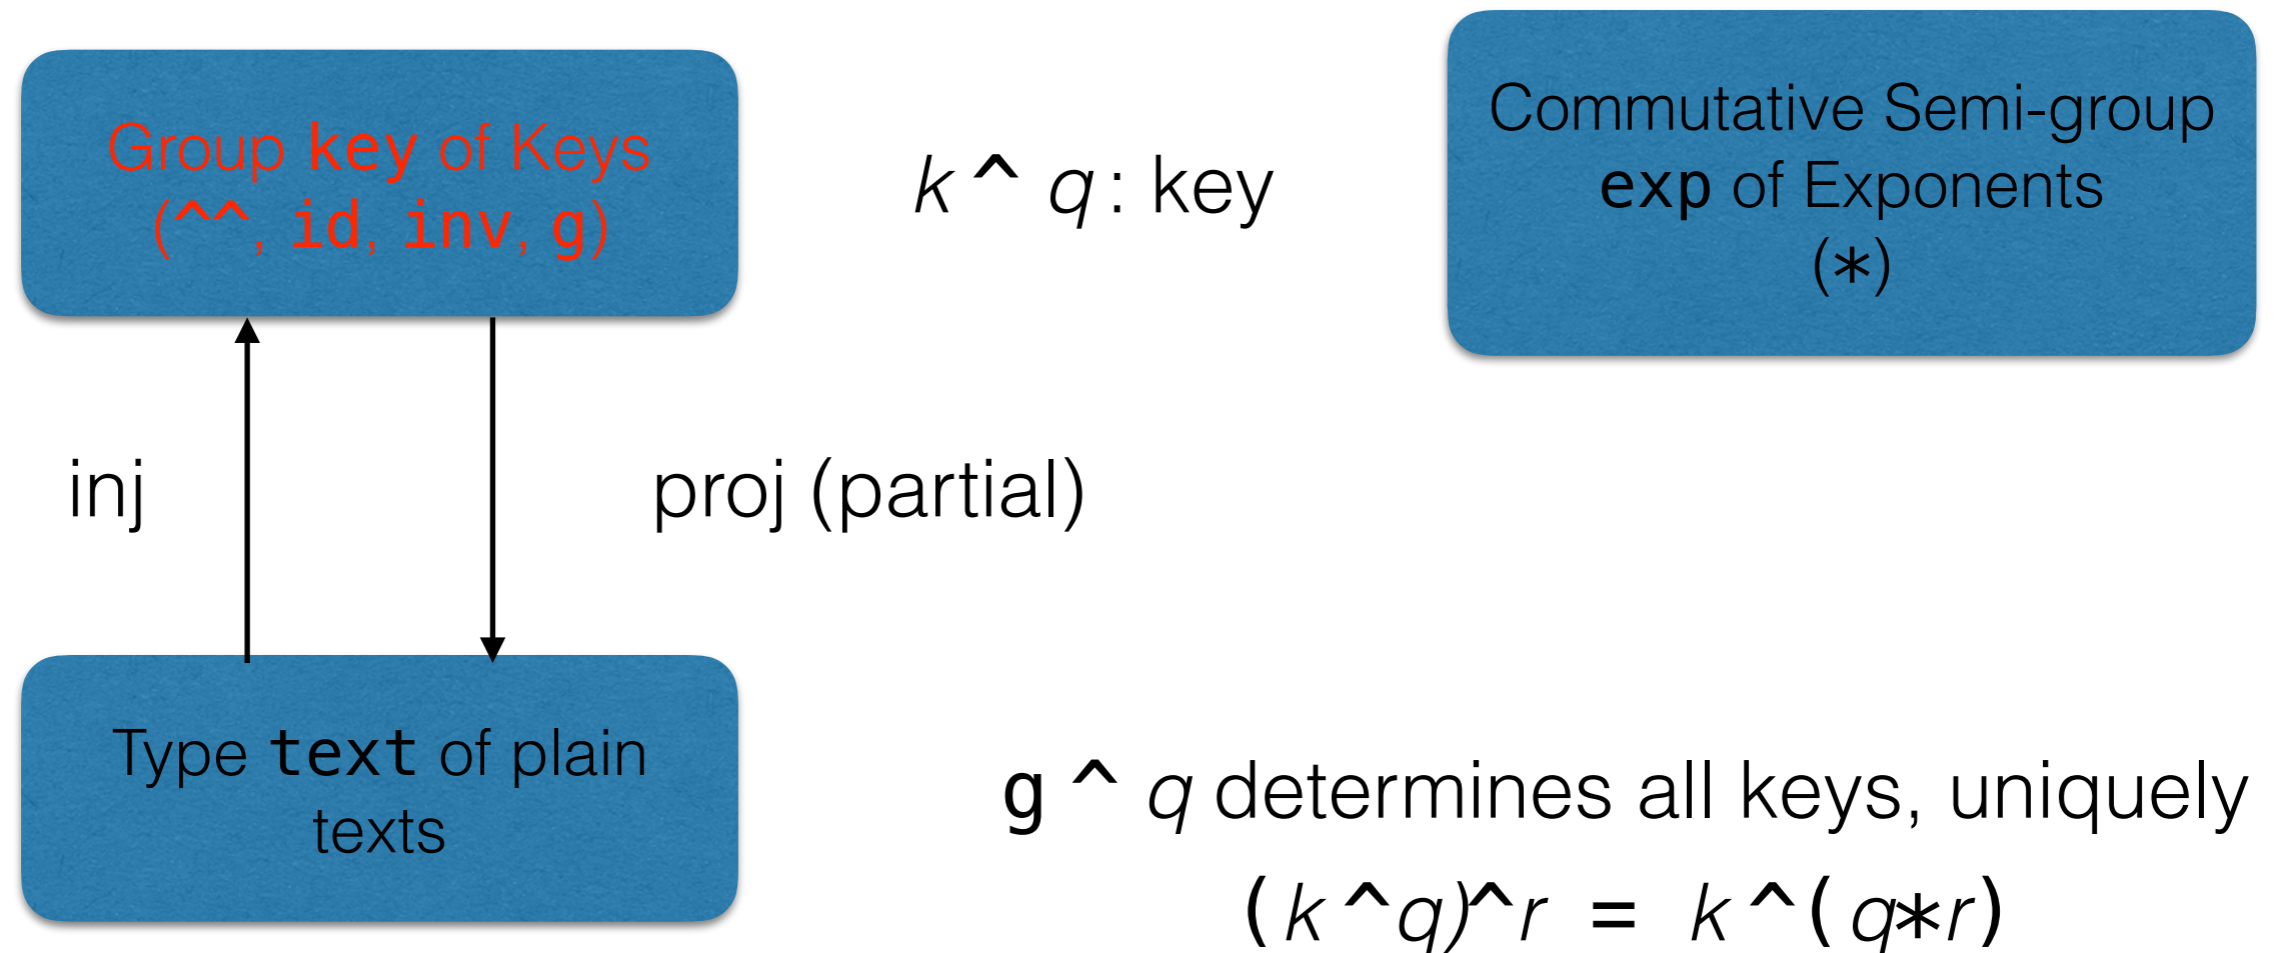 Group key of Keys
(^^, id, inv, g)
k ^ q : key
Commutative Semi-group
exp of Exponents
(*)
inj
proj (partial)
Type text of plain
texts
g ^ q determines all keys, uniquely
(k^q)^r = k^(q*r)